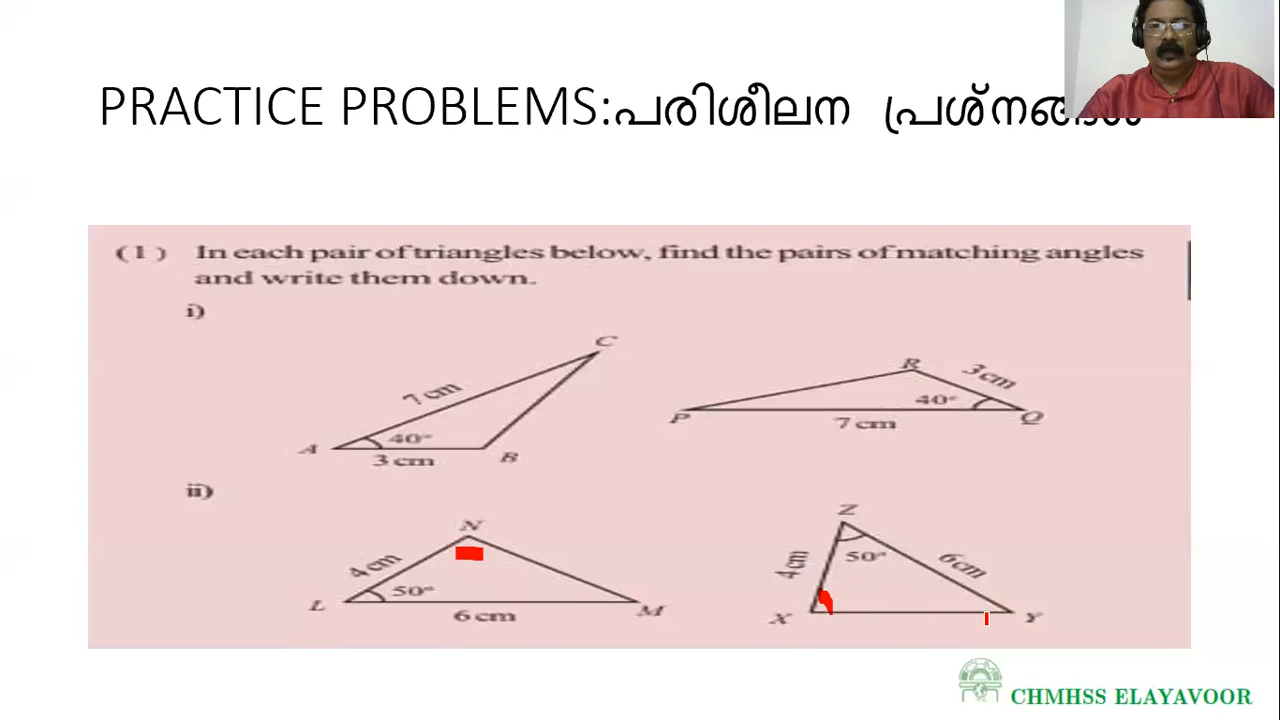 PRACTICE PROBLEMS:പരിശീലന പ്രശ്നങ്ങൾ
(1) In each pair of triangles below, find the pairs of matching angles
and write them down.
i)
C
7 cm
A
40°
3 cm
B
R
3 cm
40°
P
7 cm
Q
ii)
N
4 cm
L
50°
6 cm
M
Z
4 cm
50°
6 cm
X
Y
CHMHSS ELAYAVOOR